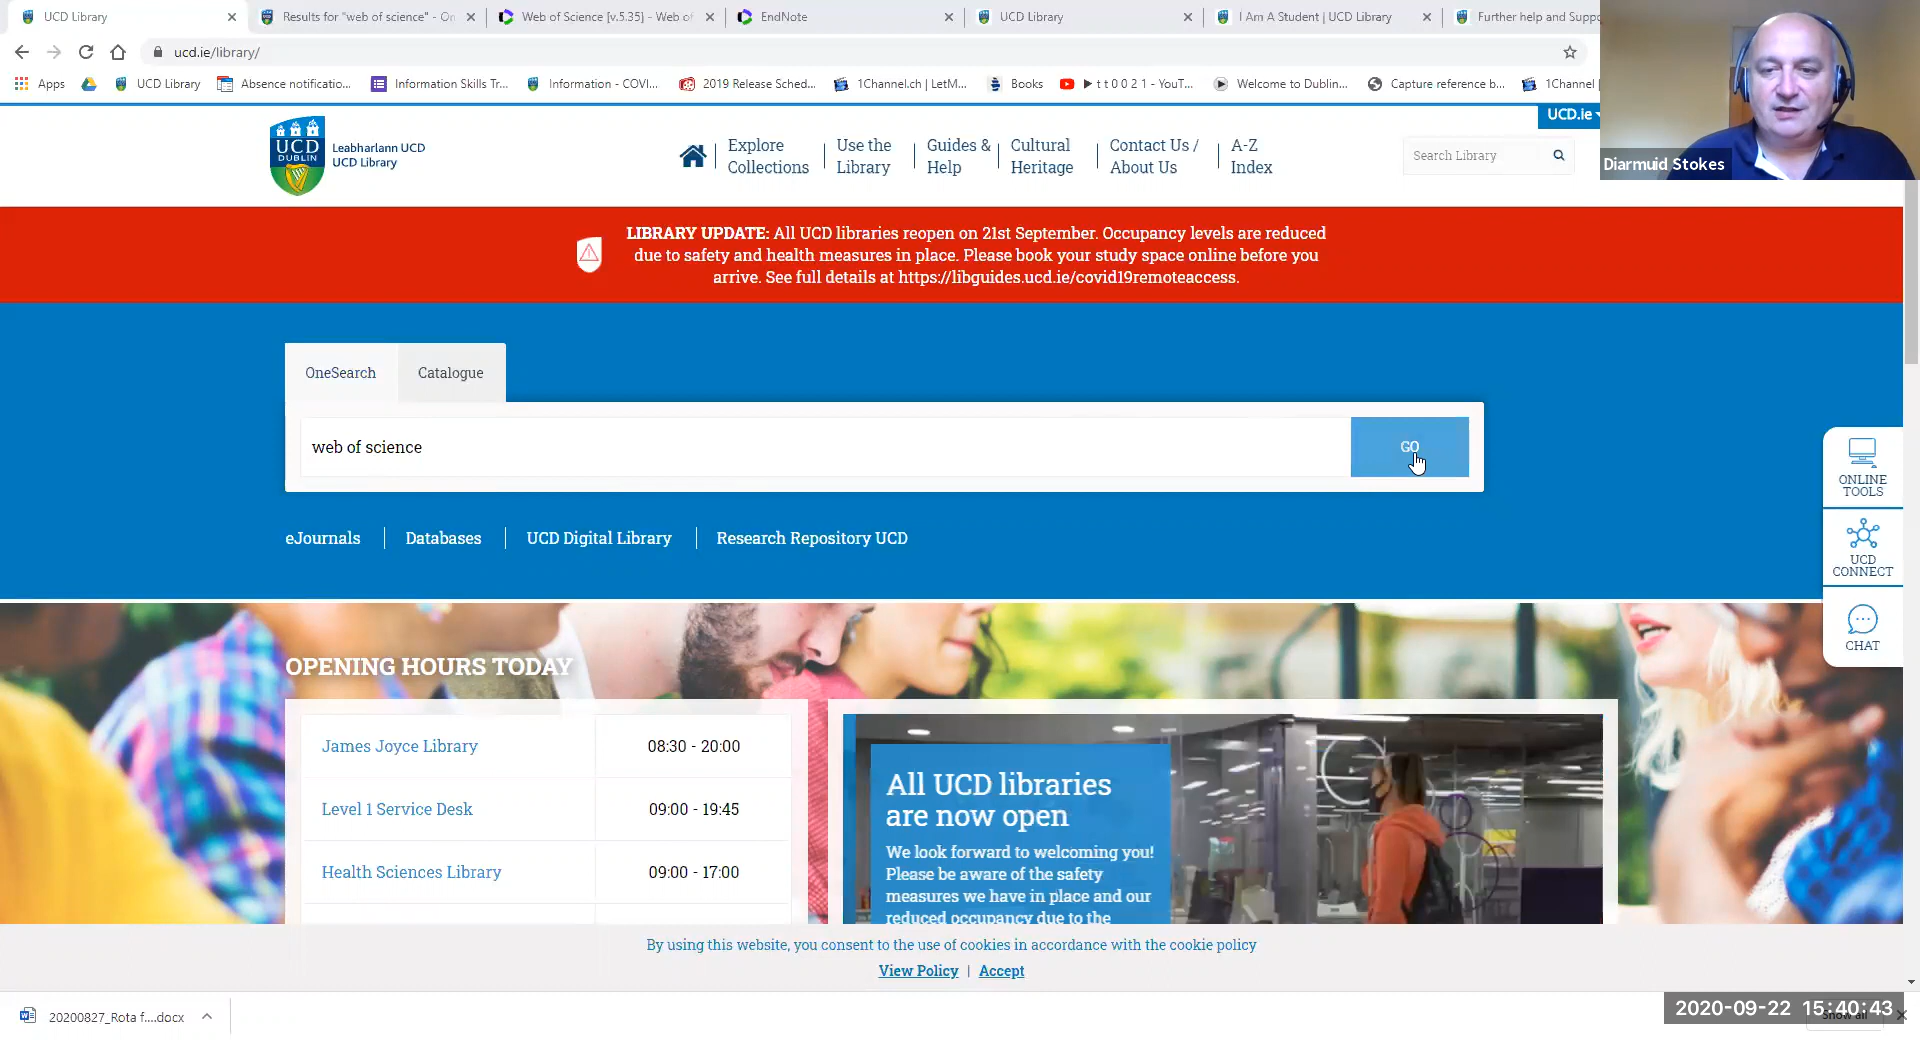 UCD Library
Results for "web of science" - On
Web of Science [v.5.35] - Web of
EndNote
UCD Library
I Am A Student | UCD Library
Further help and Suppo
ucd.ie/library/
Apps
UCD Library
Absence notificatio...
Information Skills Tr...
Information - COVI...
2019 Release Sched...
1Channel.ch | LetM...
Books
▶ t t 0 0 2 1 - YouT...
Welcome to Dublin...
Capture reference b...
1Channel
UCD.ie
UCD
DUBLIN
Leabharlann UCD
UCD Library
Explore
Collections
Use the
Library
Guides &
Help
Cultural
Heritage
Contact Us /
About Us
A-Z
Index
Search Library
Diarmuid Stokes
LIBRARY UPDATE: All UCD libraries reopen on 21st September. Occupancy levels are reduced
due to safety and health measures in place. Please book your study space online before you
arrive. See full details at https://libguides.ucd.ie/covid19remoteaccess.
OneSearch
Catalogue
web of science
GO
eJournals
Databases
UCD Digital Library
Research Repository UCD
ONLINE
TOOLS
UCD
CONNECT
CHAT
OPENING HOURS TODAY
James Joyce Library 08:30 - 20:00
Level 1 Service Desk 09:00 - 19:45
Health Sciences Library 09:00 - 17:00
All UCD libraries
are now open
We look forward to welcoming you!
Please be aware of the safety
measures we have in place and our
reduced occupancy due to the
By using this website, you consent to the use of cookies in accordance with the cookie policy
View Policy | Accept
20200827_Rota f....docx
2020-09-22 15:40:43
Show all